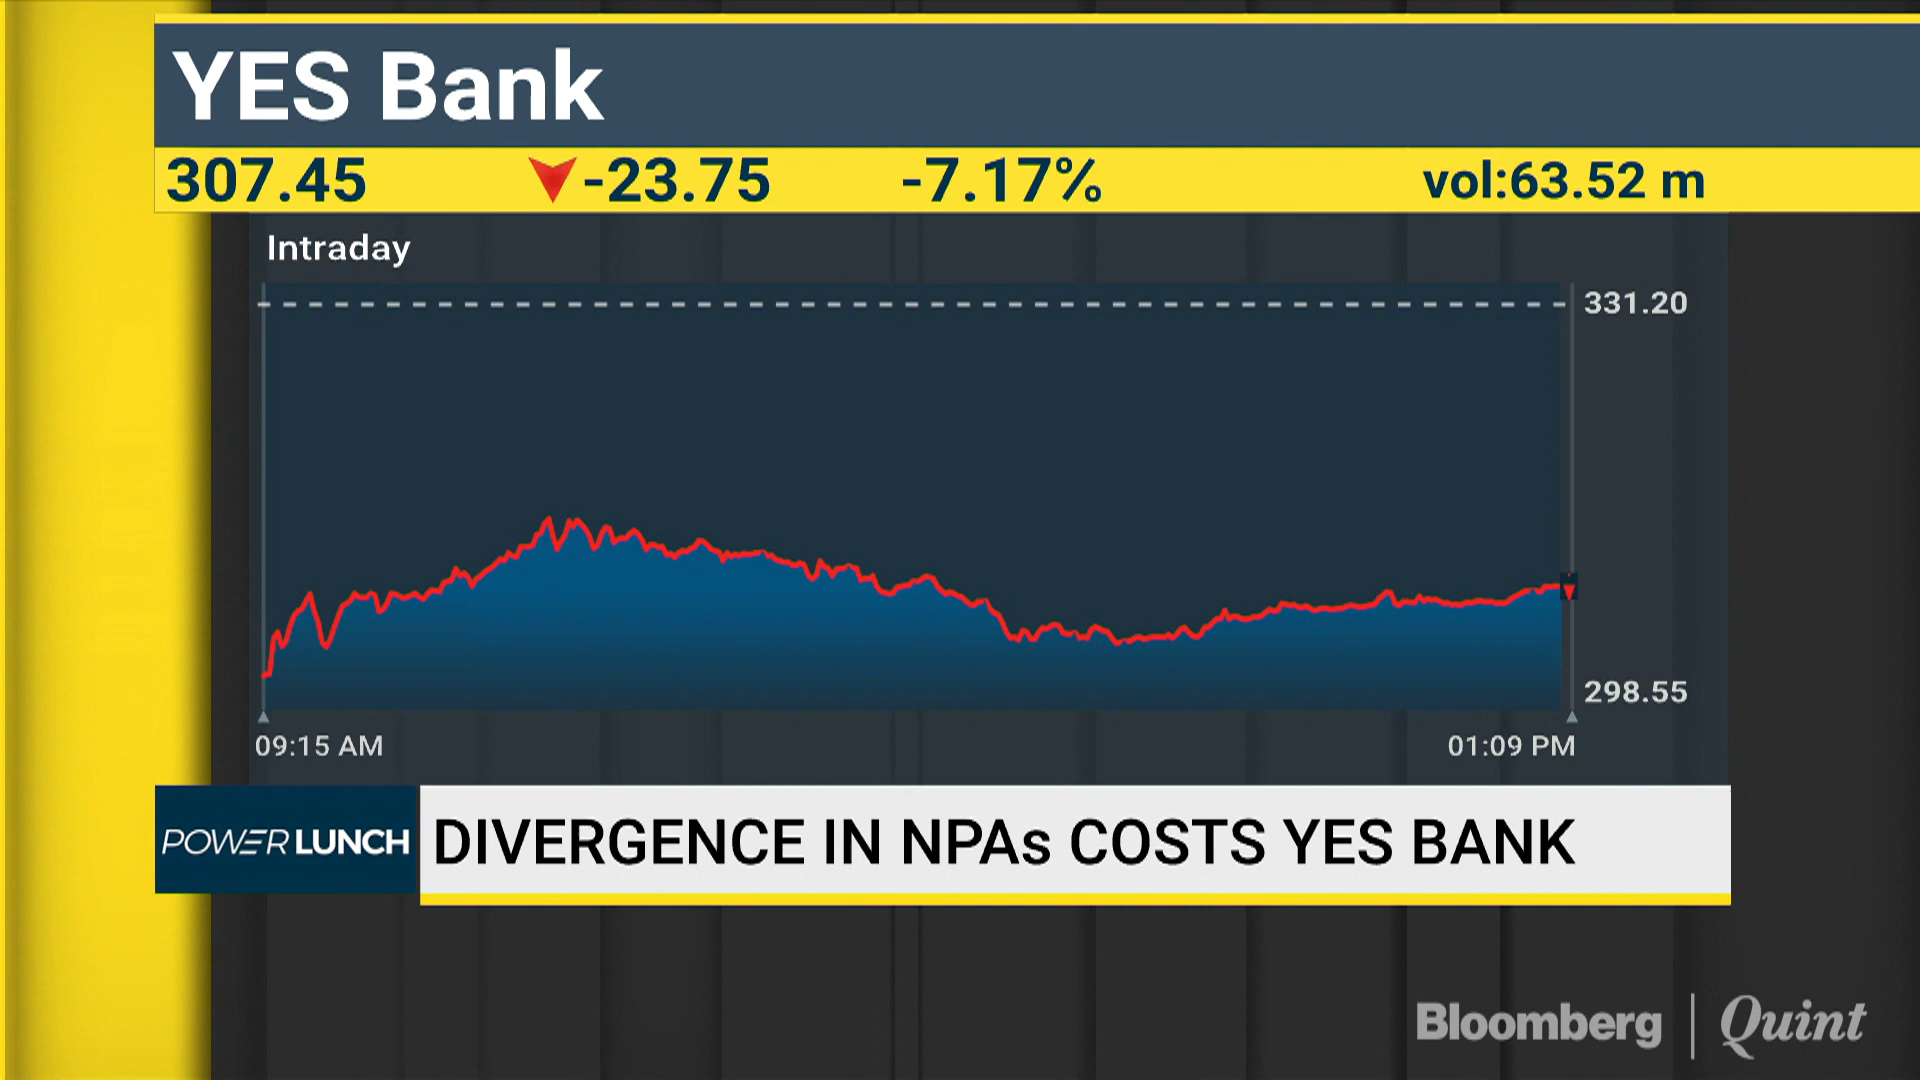 YES Bank
307.45 -23.75 -7.17% vol:63.52 m
Intraday
331.20
298.55
09:15 AM 01:09 PM
POWER LUNCH DIVERGENCE IN NPAs COSTS YES BANK
Bloomberg | Quint